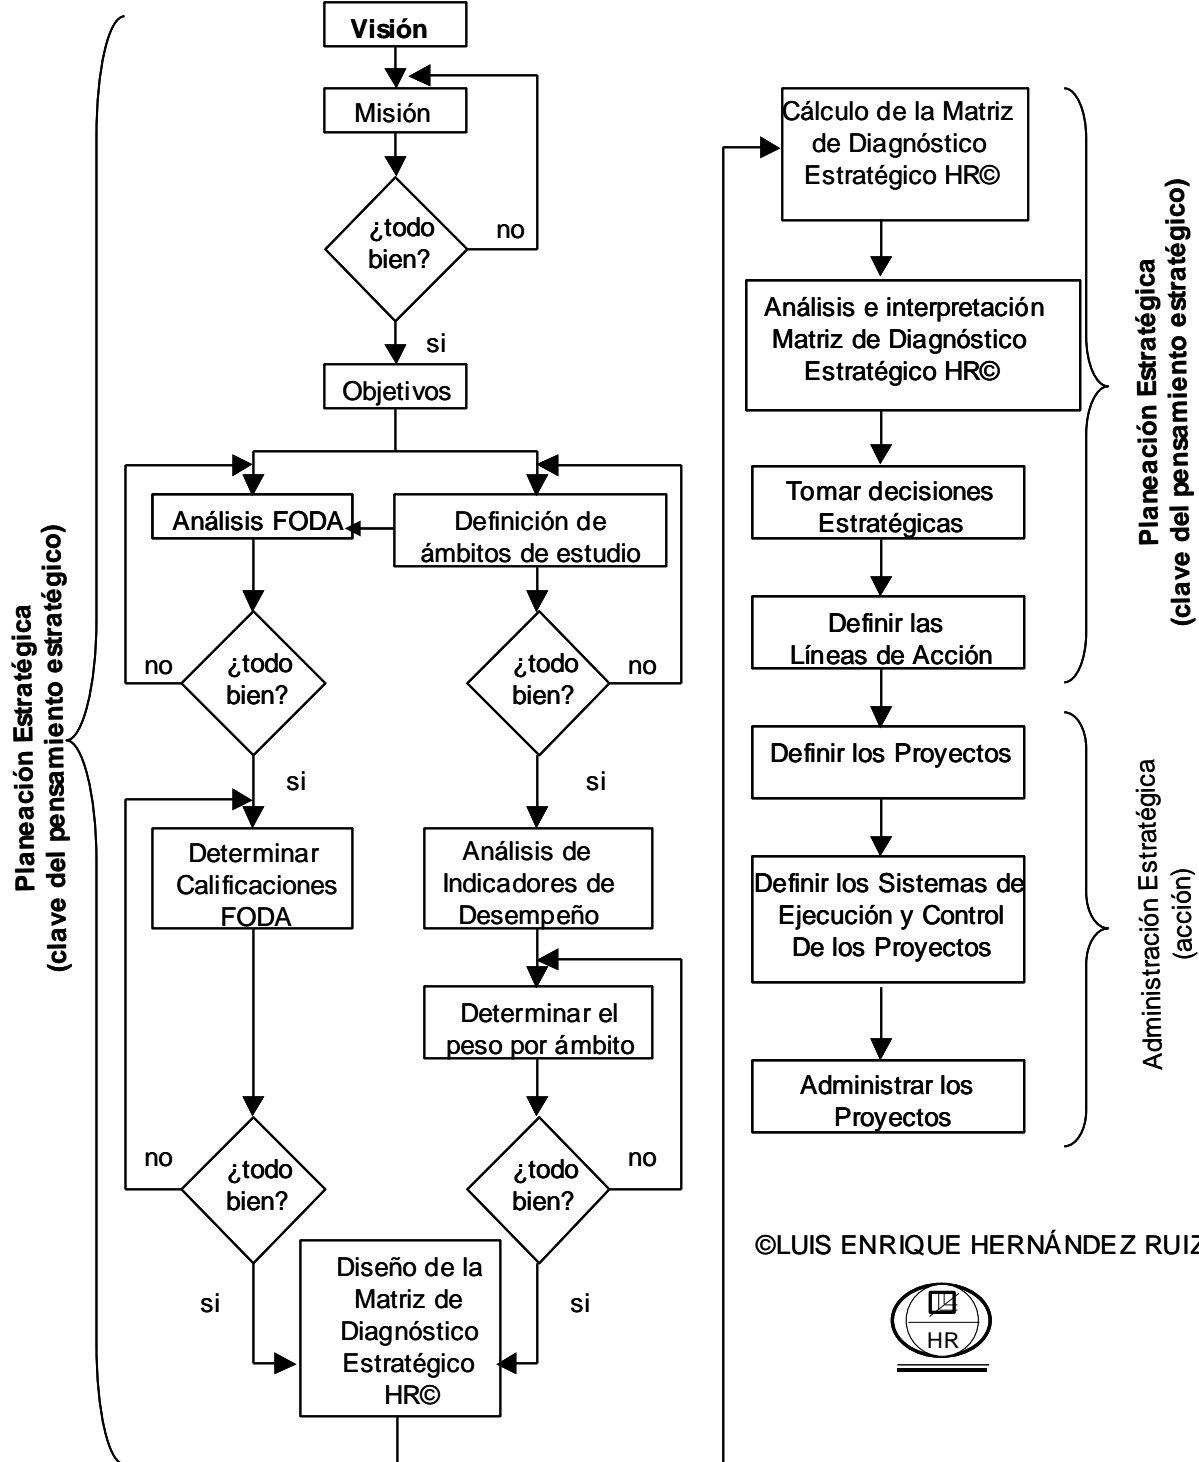 Planeación Estratégica
(clave del pensamiento estratégico)
Visión
Misión
¿todo
bien?
no
si
Objetivos
Análisis FODA
Definición de
ámbitos de estudio
no
¿todo
bien?
¿todo
bien?
no
si
si
Determinar
Calificaciones
FODA
Análisis de
Indicadores de
Desempeño
Determinar el
peso por ámbito
no
¿todo
bien?
¿todo
bien?
no
si
si
Diseño de la
Matriz de
Diagnóstico
Estratégico
HR©
Cálculo de la Matriz
de Diagnóstico
Estratégico HR©
Análisis e interpretación
Matriz de Diagnóstico
Estratégico HR©
Tomar decisiones
Estratégicas
Definir las
Líneas de Acción
Planeación Estratégica
(clave del pensamiento estratégico)
Definir los Proyectos
Definir los Sistemas de
Ejecución y Control
De los Proyectos
Administrar los
Proyectos
Administración Estratégica
(acción)
©LUIS ENRIQUE HERNÁNDEZ RUIZ
HR